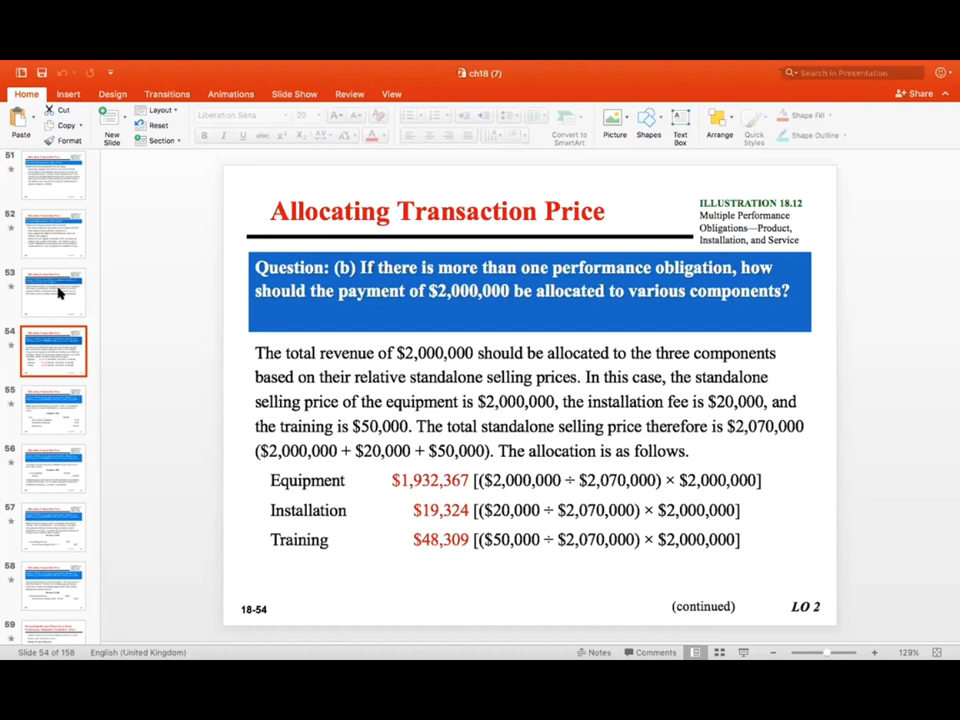 ch18 (7)
Search in Presentation
Home Insert Design Transitions Animations Slide Show Review View
Share
Paste
Cut
Copy
Format
New Slide
Layout
Reset
Section
Liberation Sans 20
B I U abc
Convert to SmartArt
Picture
Shapes
Text Box
Arrange
Quick Styles
Shape Fill
Shape Outline
51
52
53
54
55
56
57
58
59
Allocating Transaction Price
ILLUSTRATION 18.12
Multiple Performance
Obligations—Product,
Installation, and Service
Question: (b) If there is more than one performance obligation, how
should the payment of $2,000,000 be allocated to various components?
The total revenue of $2,000,000 should be allocated to the three components
based on their relative standalone selling prices. In this case, the standalone
selling price of the equipment is $2,000,000, the installation fee is $20,000, and
the training is $50,000. The total standalone selling price therefore is $2,070,000
($2,000,000 + $20,000 + $50,000). The allocation is as follows.
Equipment $1,932,367 [($2,000,000 ÷ $2,070,000) × $2,000,000]
Installation $19,324 [($20,000 ÷ $2,070,000) × $2,000,000]
Training $48,309 [($50,000 ÷ $2,070,000) × $2,000,000]
18-54
(continued)
LO 2
Slide 54 of 158 English (United Kingdom)
Notes Comments 129%